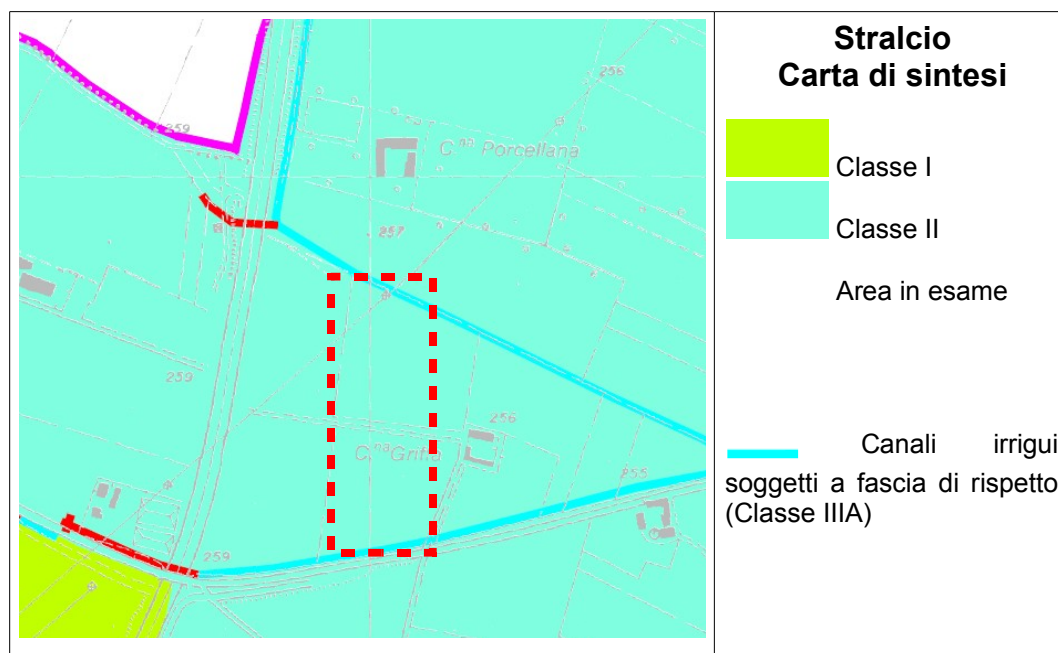 Stralcio
Carta di sintesi
Classe I
Classe II
Area in esame
Canali irrigui
soggetti a fascia di rispetto
(Classe IIIA)
256
259
C.na Porcellana
257
259
256
C.na Griffa
255
259